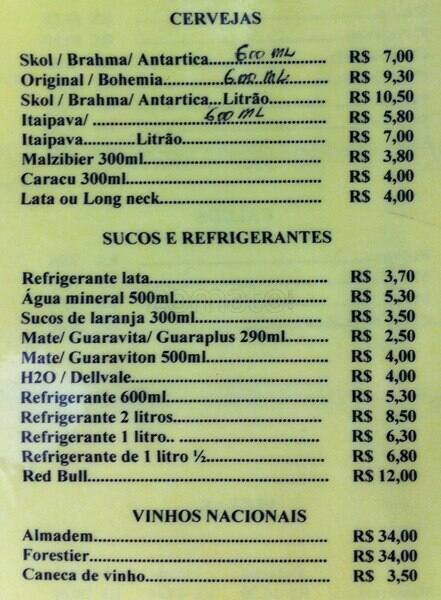 CERVEJAS
Skol / Brahma/ Antartica...600 ML... R$ 7,00
Original / Bohemia...600 ML... R$ 9,30
Skol / Brahma/ Antartica...Litrão............ R$ 10,50
Itaipava/ ...600 ML... R$ 5,80
Itaipava...........Litrão............................ R$ 7,00
Malzibier 300ml.................................... R$ 3,80
Caracu 300ml....................................... R$ 4,00
Lata ou Long neck................................ R$ 4,00
SUCOS E REFRIGERANTES
Refrigerante lata................................... R$ 3,70
Água mineral 500ml............................. R$ 5,30
Sucos de laranja 300ml......................... R$ 3,50
Mate/ Guaravita/ Guaraplus 290ml.......... R$ 2,50
Mate/ Guaraviton 500ml....................... R$ 4,00
H2O / Dellvale..................................... R$ 4,00
Refrigerante 600ml............................... R$ 5,30
Refrigerante 2 litros.............................. R$ 8,50
Refrigerante 1 litro.. ............................ R$ 6,30
Refrigerante de 1 litro ½....................... R$ 6,80
Red Bull............................................... R$ 12,00
VINHOS NACIONAIS
Almadem.............................................. R$ 34,00
Forestier............................................... R$ 34,00
Caneca de vinho................................... R$ 3,50